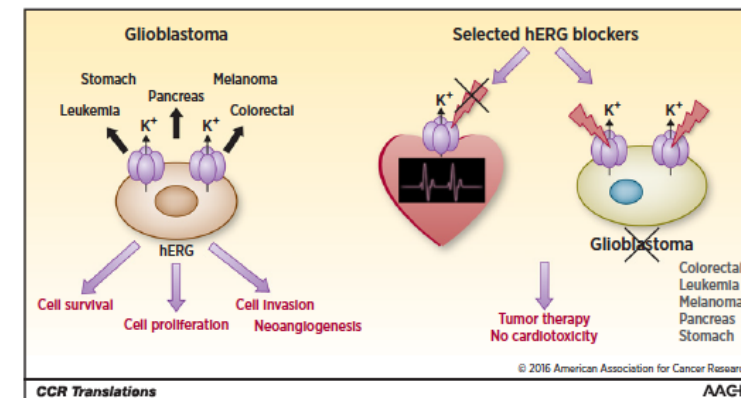 Glioblastoma
Selected hERG blockers
Stomach
Melanoma
Pancreas
Leukemia
Colorectal
K+
K+
hERG
Cell survival
Cell proliferation
Cell invasion
Neoangiogenesis
K+
K+
K+
Glioblastoma
Colorectal
Leukemia
Melanoma
Pancreas
Stomach
Tumor therapy
No cardiotoxicity
© 2016 American Association for Cancer Resear
CCR Translations